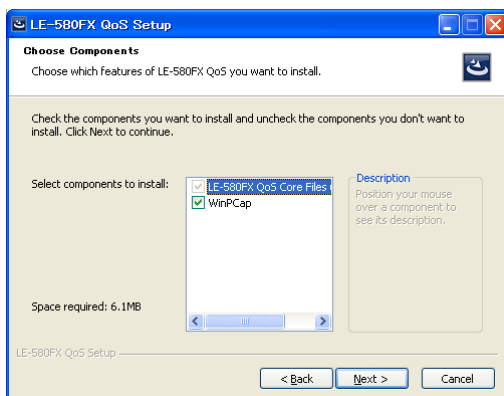 LE-580FX QoS Setup
Choose Components
Choose which features of LE-580FX QoS you want to install.
Check the components you want to install and uncheck the components you don't want to
install. Click Next to continue.
Select components to install:
LE-580FX QoS Core Files
WinPCap
Description
Position your mouse
over a component to
see its description.
Space required: 6.1MB
LE-580FX QoS Setup
< Back
Next >
Cancel